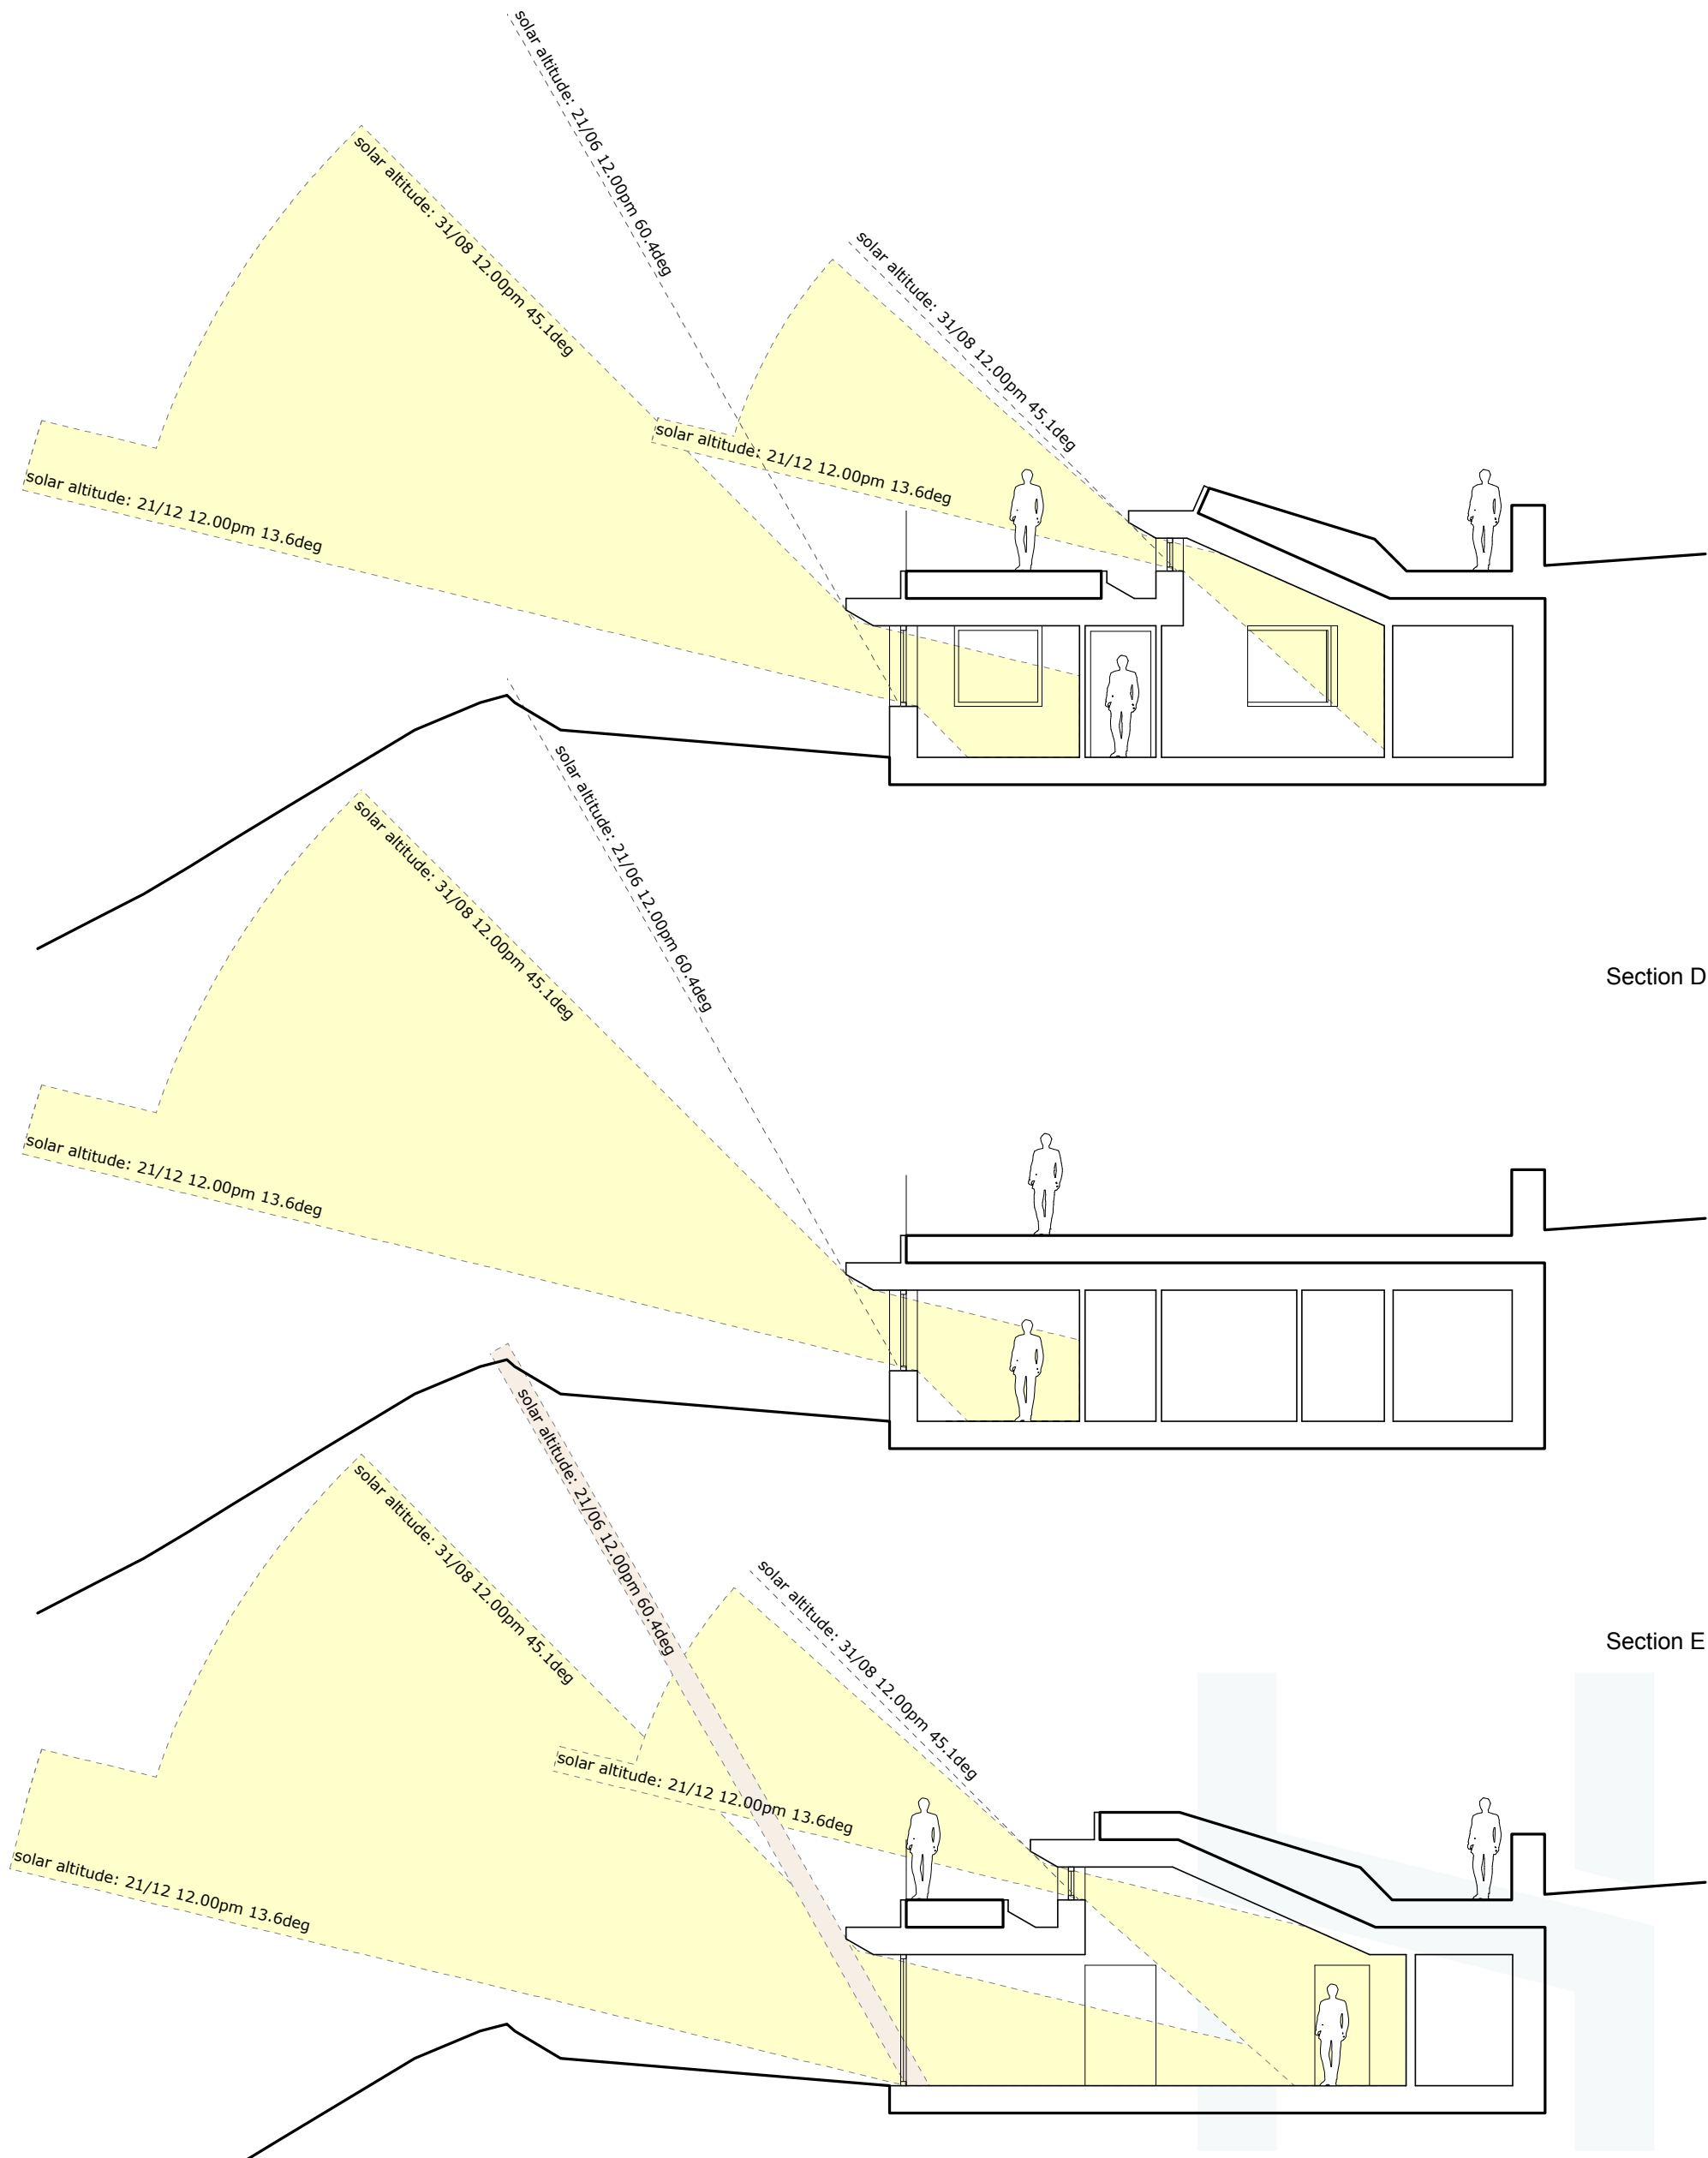 solar altitude: 21/06 12.00pm 60.4deg
solar altitude: 31/08 12.00pm 45.1deg
solar altitude: 31/08 12.00pm 45.1deg
solar altitude: 21/12 12.00pm 13.6deg
solar altitude: 21/12 12.00pm 13.6deg
solar altitude: 21/06 12.00pm 60.4deg
solar altitude: 31/08 12.00pm 45.1deg
Section D
solar altitude: 21/12 12.00pm 13.6deg
solar altitude: 21/06 12.00pm 60.4deg
solar altitude: 31/08 12.00pm 45.1deg
solar altitude: 31/08 12.00pm 45.1deg
Section E
solar altitude: 21/12 12.00pm 13.6deg
solar altitude: 21/12 12.00pm 13.6deg